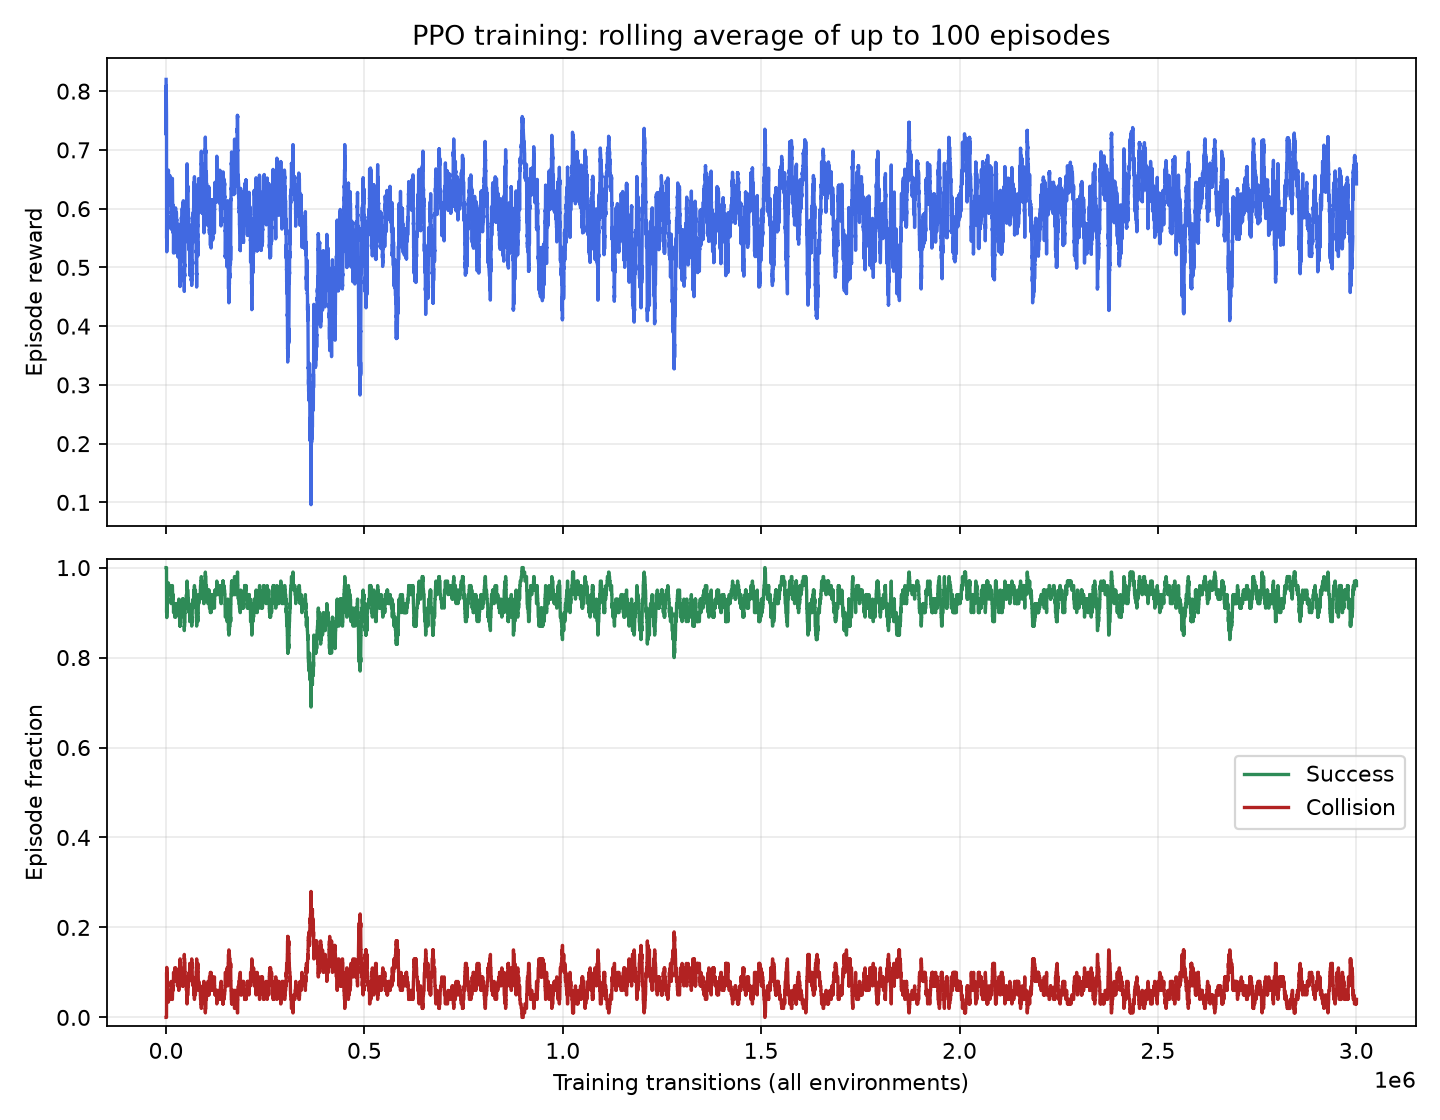 PPO training: rolling average of up to 100 episodes
Episode reward
0.8
0.7
0.6
0.5
0.4
0.3
0.2
0.1
Episode fraction
1.0
0.8
0.6
0.4
0.2
0.0
Success
Collision
0.0 0.5 1.0 1.5 2.0 2.5 3.0
1e6
Training transitions (all environments)